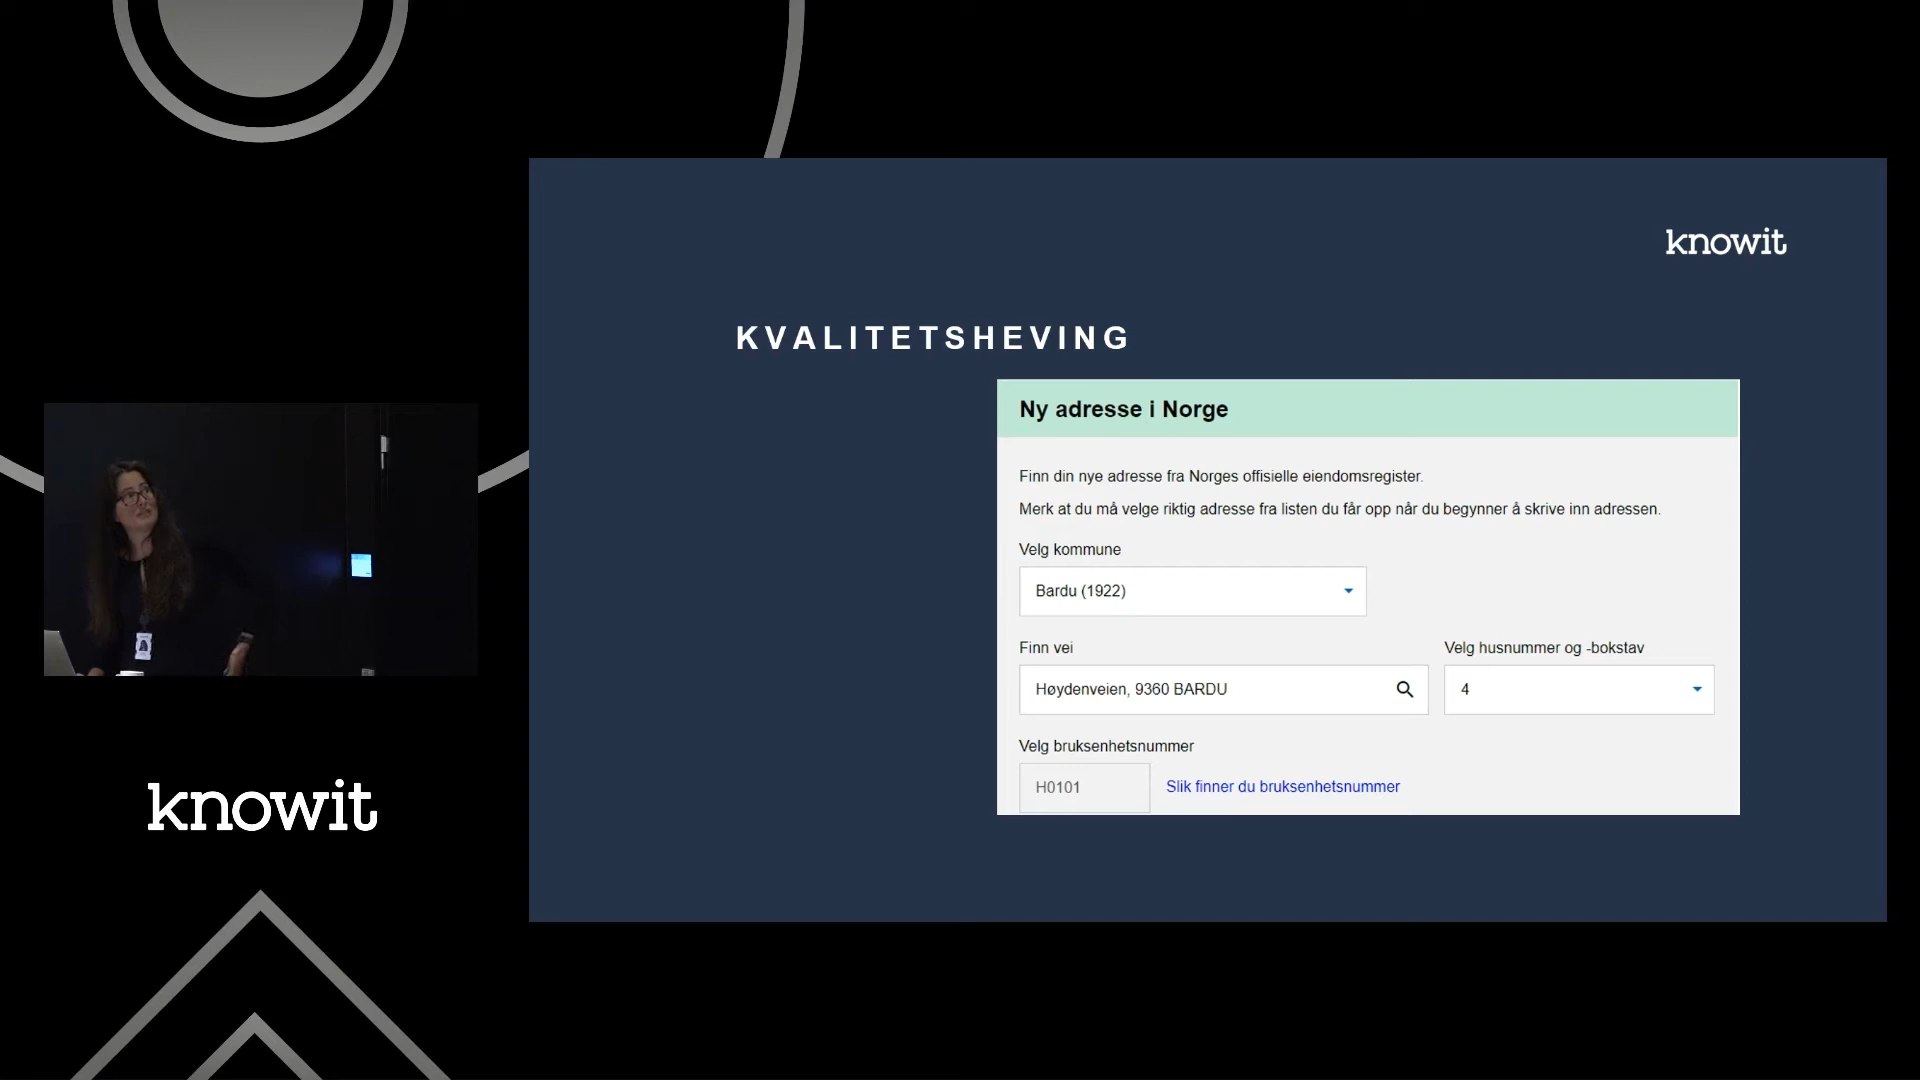 knowit
KVALITETSHEVING
Ny adresse i Norge
Finn din nye adresse fra Norges offisielle eiendomsregister.
Merk at du må velge riktig adresse fra listen du får opp når du begynner å skrive inn adressen.
Velg kommune
Bardu (1922)
Finn vei
Velg husnummer og -bokstav
Høydenveien, 9360 BARDU
4
Velg bruksenhetsnummer
H0101
Slik finner du bruksenhetsnummer
knowit